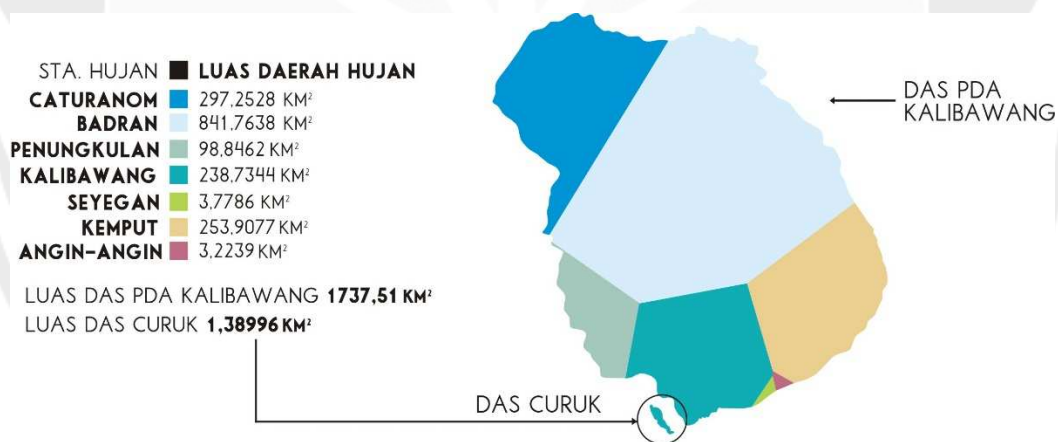 STA. HUJAN LUAS DAERAH HUJAN
CATURANOM 297,2528 KM²
BADRAN 841,7638 KM²
PENUNGKULAN 98,8462 KM²
KALIBAWANG 238,7344 KM²
SEYEGAN 3,7786 KM²
KEMPUT 253,9077 KM²
ANGIN-ANGIN 3,2239 KM²
LUAS DAS PDA KALIBAWANG 1737,51 KM²
LUAS DAS CURUK 1,38996 KM²
DAS PDA
KALIBAWANG
DAS CURUK